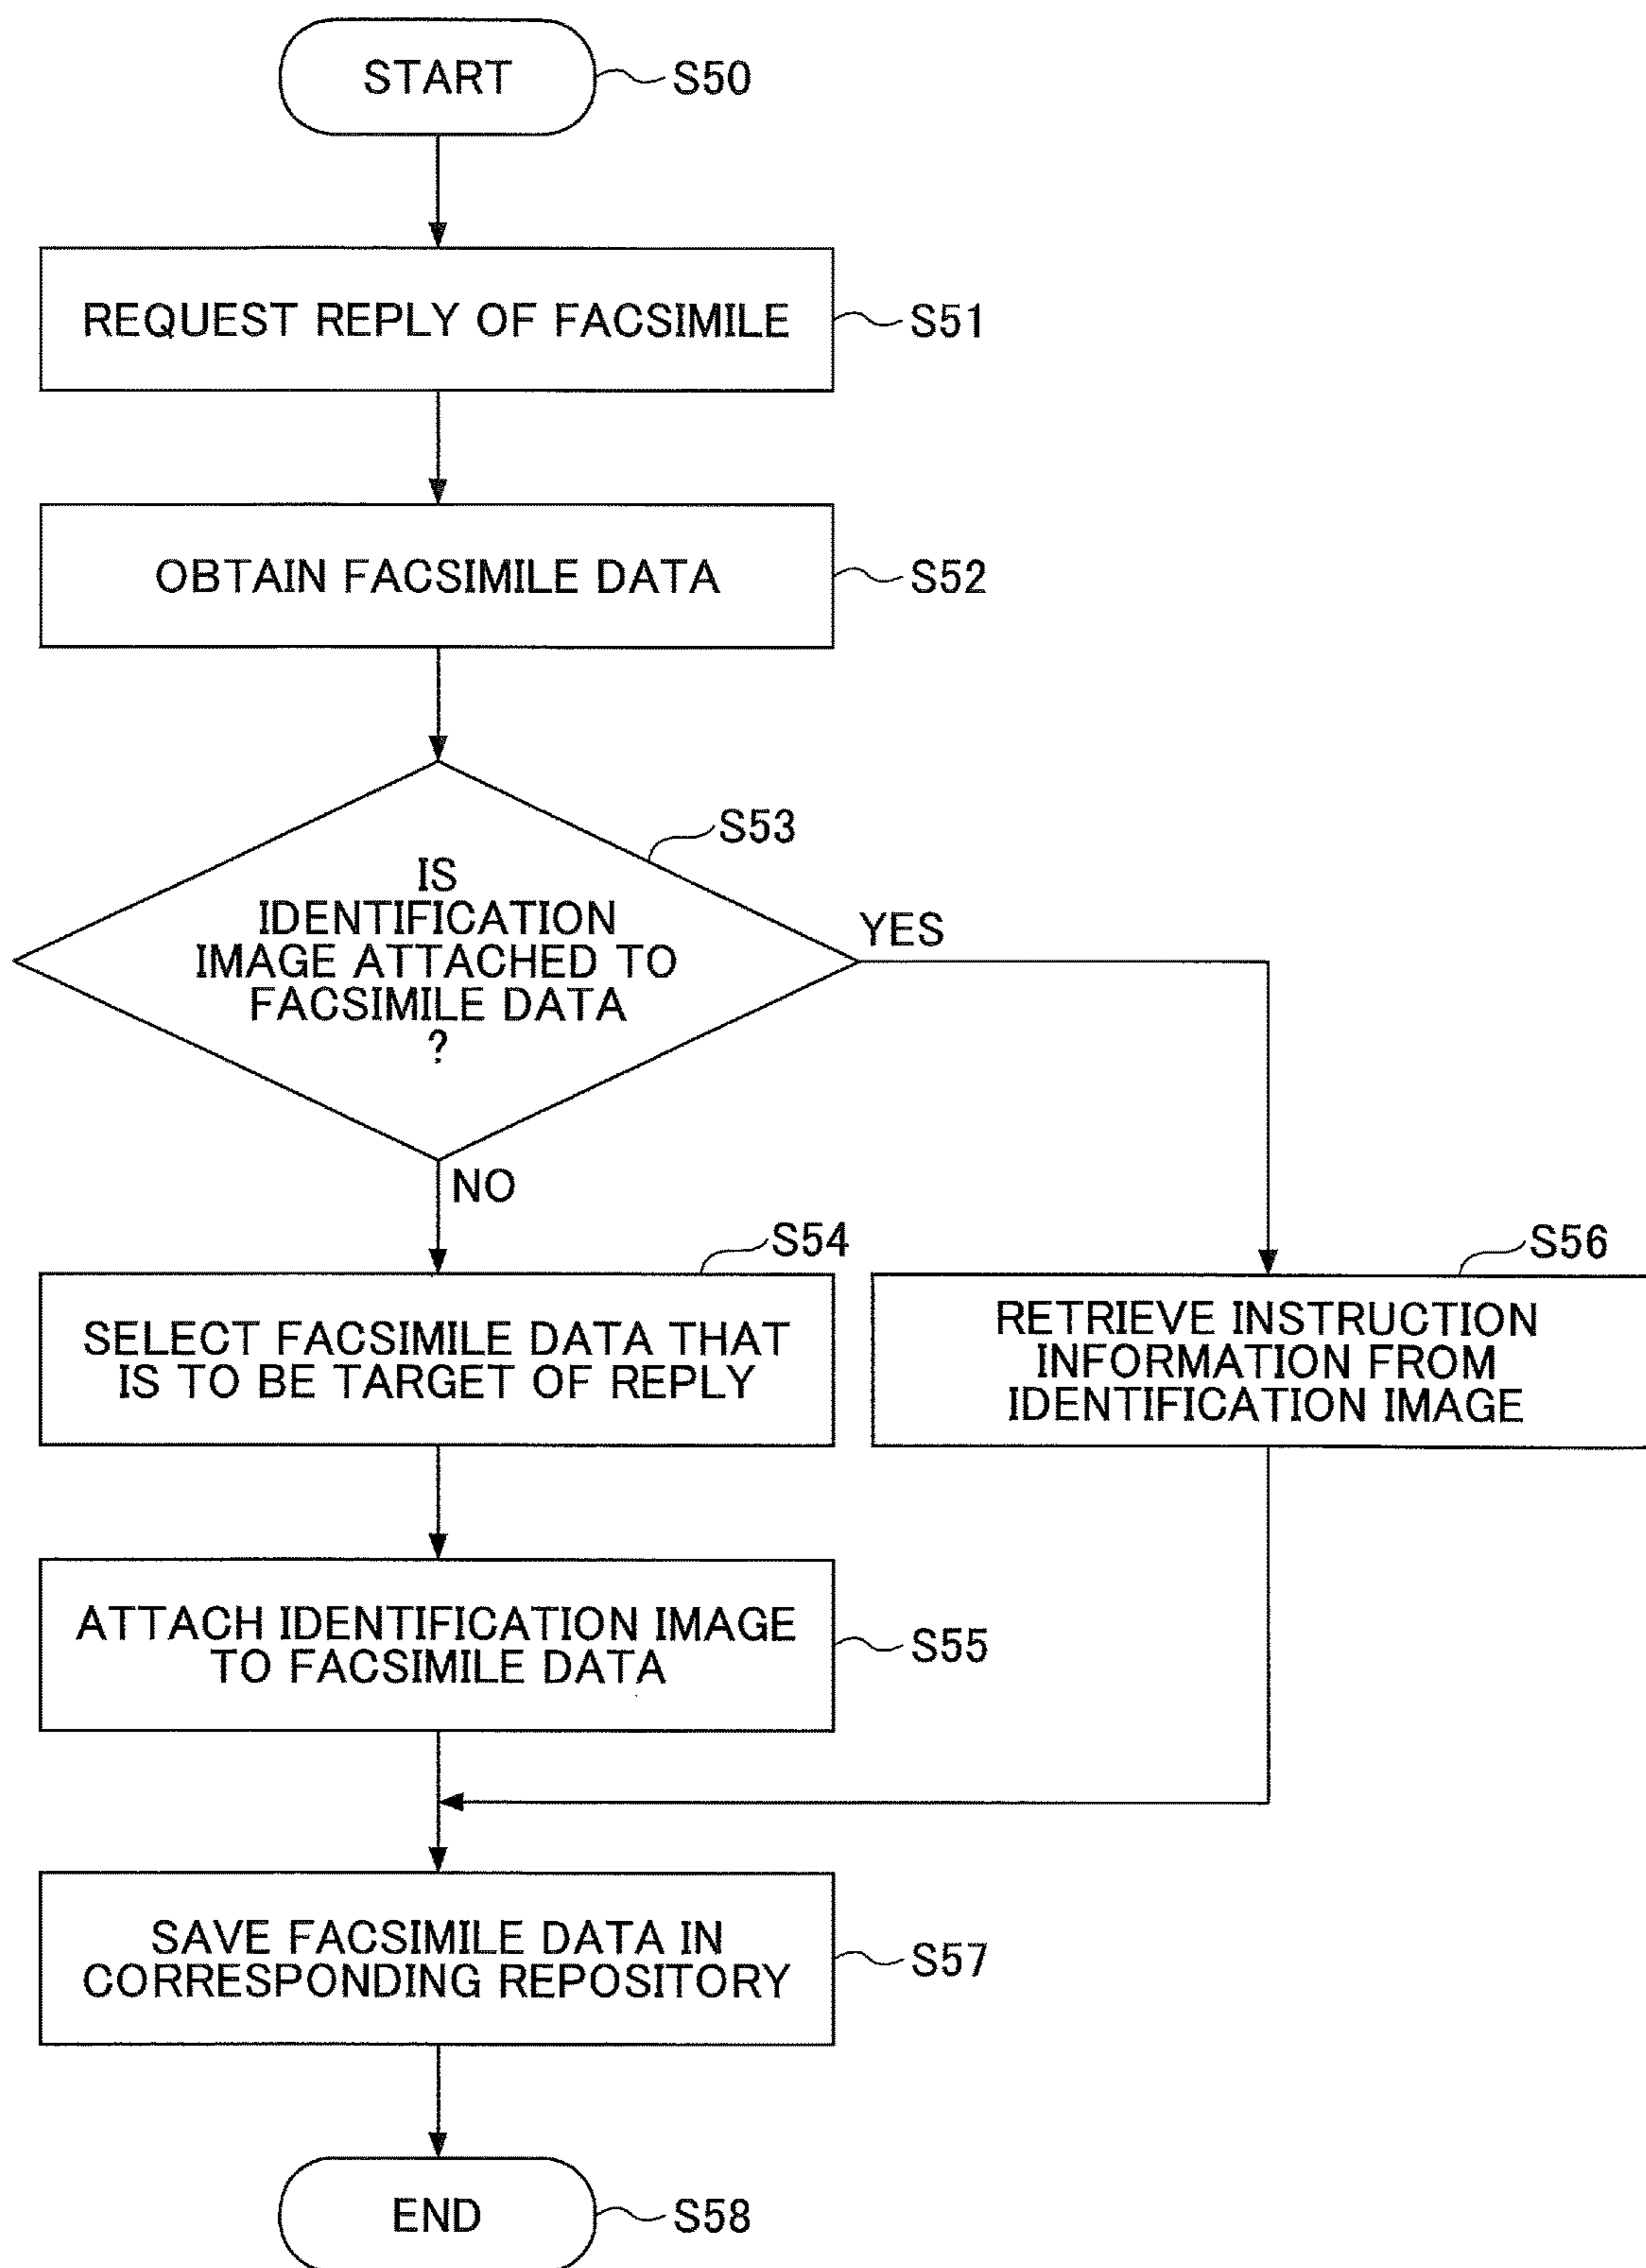 START
S50
REQUEST REPLY OF FACSIMILE
S51
OBTAIN FACSIMILE DATA
S52
S53
IS
IDENTIFICATION
IMAGE ATTACHED TO
FACSIMILE DATA
?
YES
NO
S54
SELECT FACSIMILE DATA THAT
IS TO BE TARGET OF REPLY
S56
RETRIEVE INSTRUCTION
INFORMATION FROM
IDENTIFICATION IMAGE
ATTACH IDENTIFICATION IMAGE
TO FACSIMILE DATA
S55
SAVE FACSIMILE DATA IN
CORRESPONDING REPOSITORY
S57
END
S58